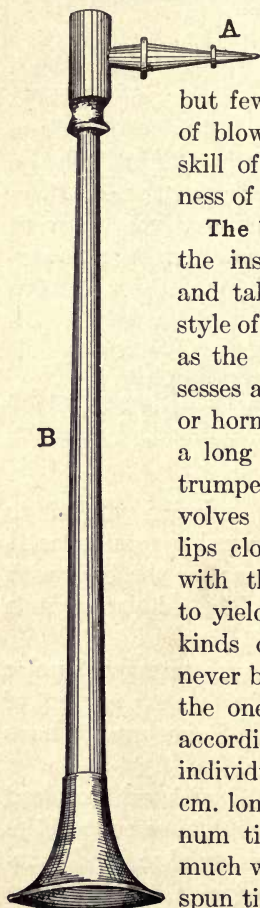 A
but few
of blow
skill of
ness of
The
the ins
and tal
style of
as the
sesses a
or horn
a long
trumpe
volves
lips clo
B
with th
to yield
kinds
never b
the one
accordi
individ
cm. lon
num ti
much w
spun ti